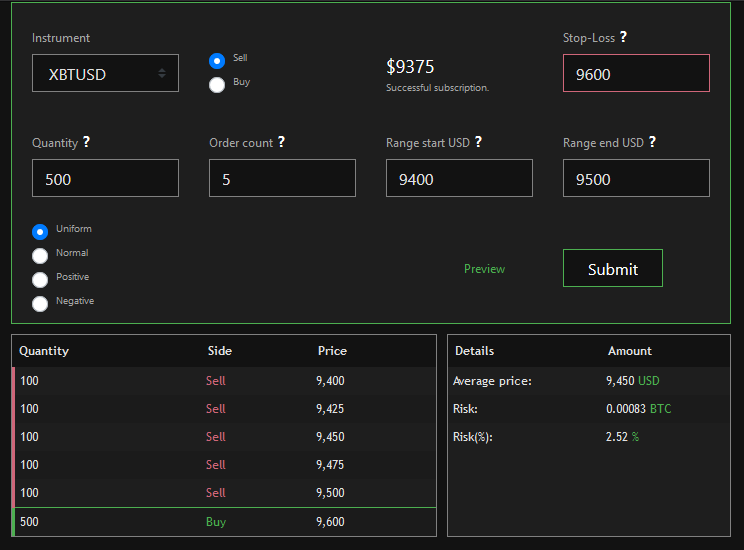 Instrument
Stop-Loss ?
XBTUSD
Sell
Buy
$9375
Successful subscription.
9600
Quantity ?
Order count ?
Range start USD ?
Range end USD ?
500
5
9400
9500
Uniform
Normal
Positive
Negative
Preview
Submit
Quantity Side Price
100 Sell 9,400
100 Sell 9,425
100 Sell 9,450
100 Sell 9,475
100 Sell 9,500
500 Buy 9,600
Details Amount
Average price: 9,450 USD
Risk: 0.00083 BTC
Risk(%): 2.52 %